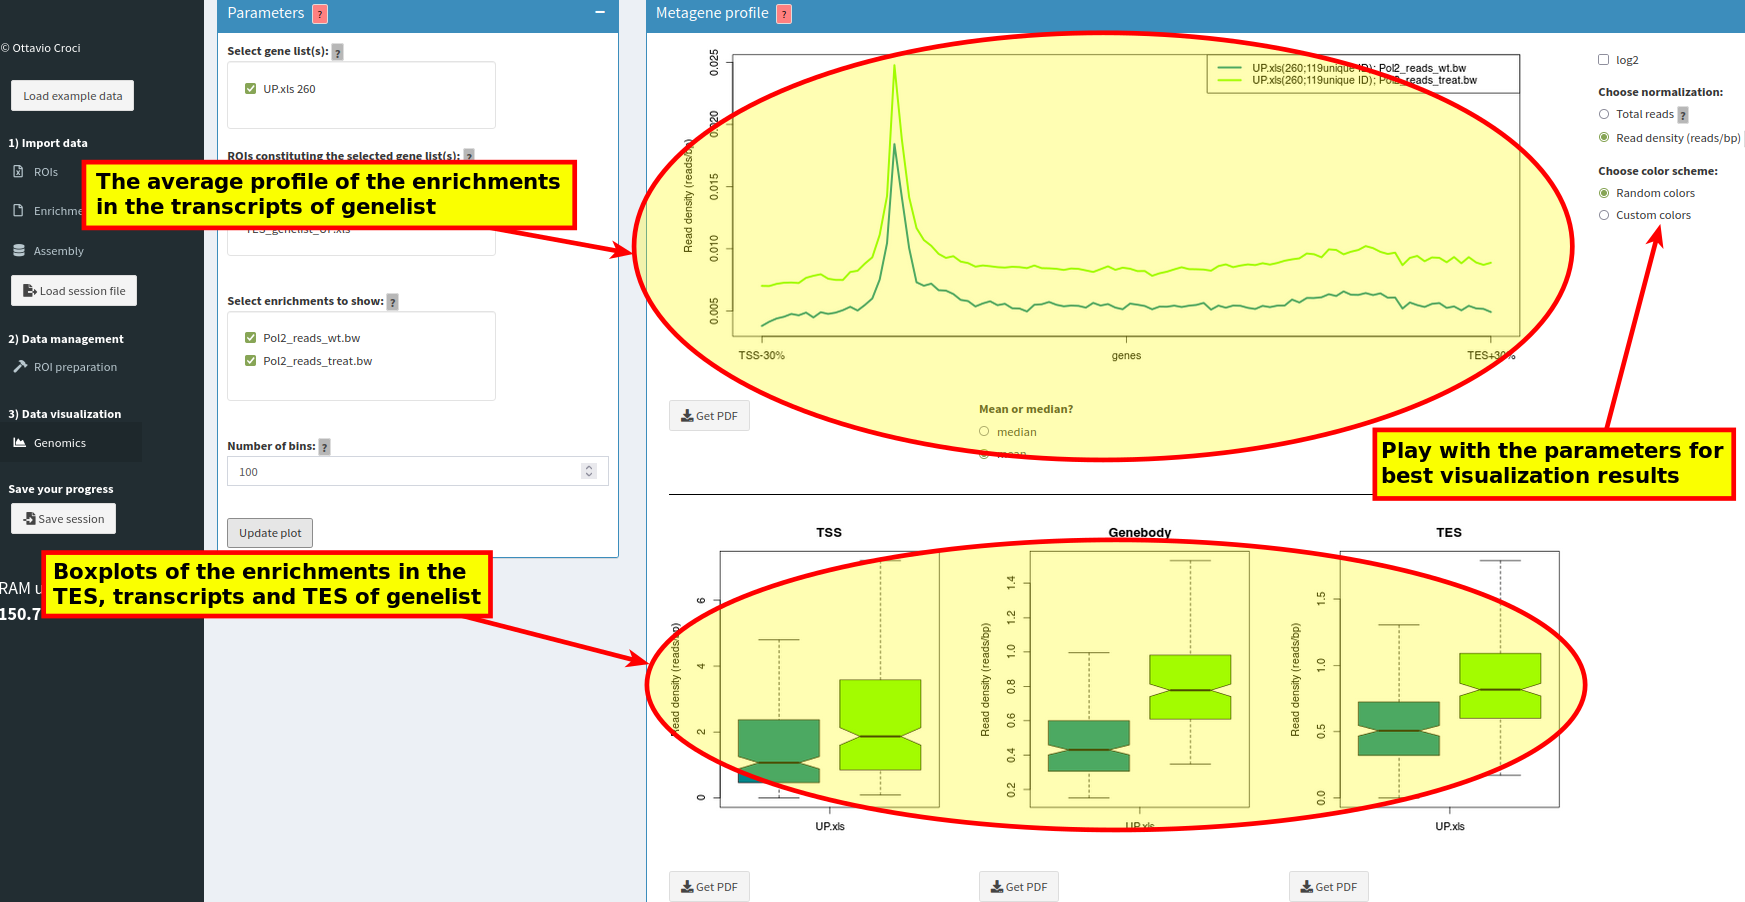 Parameters ?
−
Metagene profile ?
© Ottavio Croci
Load example data
1) Import data
ROIs
Enrichme
Assembly
Load session file
2) Data management
ROI preparation
3) Data visualization
Genomics
Save your progress
Save session
RAM u
150.7
Select gene list(s): ?
UP.xls 260
ROIs constituting the selected gene list(s): ?
TES_genelist_UP.xls
Select enrichments to show: ?
Pol2_reads_wt.bw
Pol2_reads_treat.bw
Number of bins: ?
100
Update plot
The average profile of the enrichments
in the transcripts of genelist
Boxplots of the enrichments in the
TES, transcripts and TES of genelist
UP.xls(260;119unique ID); Pol2_reads_wt.bw
UP.xls(260;119unique ID); Pol2_reads_treat.bw
Read density (reads/bp)
0.025
0.020
0.015
0.010
0.005
TSS-30%
genes
TES+30%
Get PDF
Mean or median?
median
mean
log2
Choose normalization:
Total reads ?
Read density (reads/bp)
Choose color scheme:
Random colors
Custom colors
Play with the parameters for
best visualization results
TSS
Read density (reads/bp)
6
4
2
0
UP.xls
Genebody
Read density (reads/bp)
1.4
1.2
1.0
0.8
0.6
0.4
0.2
UP.xls
TES
Read density (reads/bp)
1.5
1.0
0.5
0.0
UP.xls
Get PDF
Get PDF
Get PDF